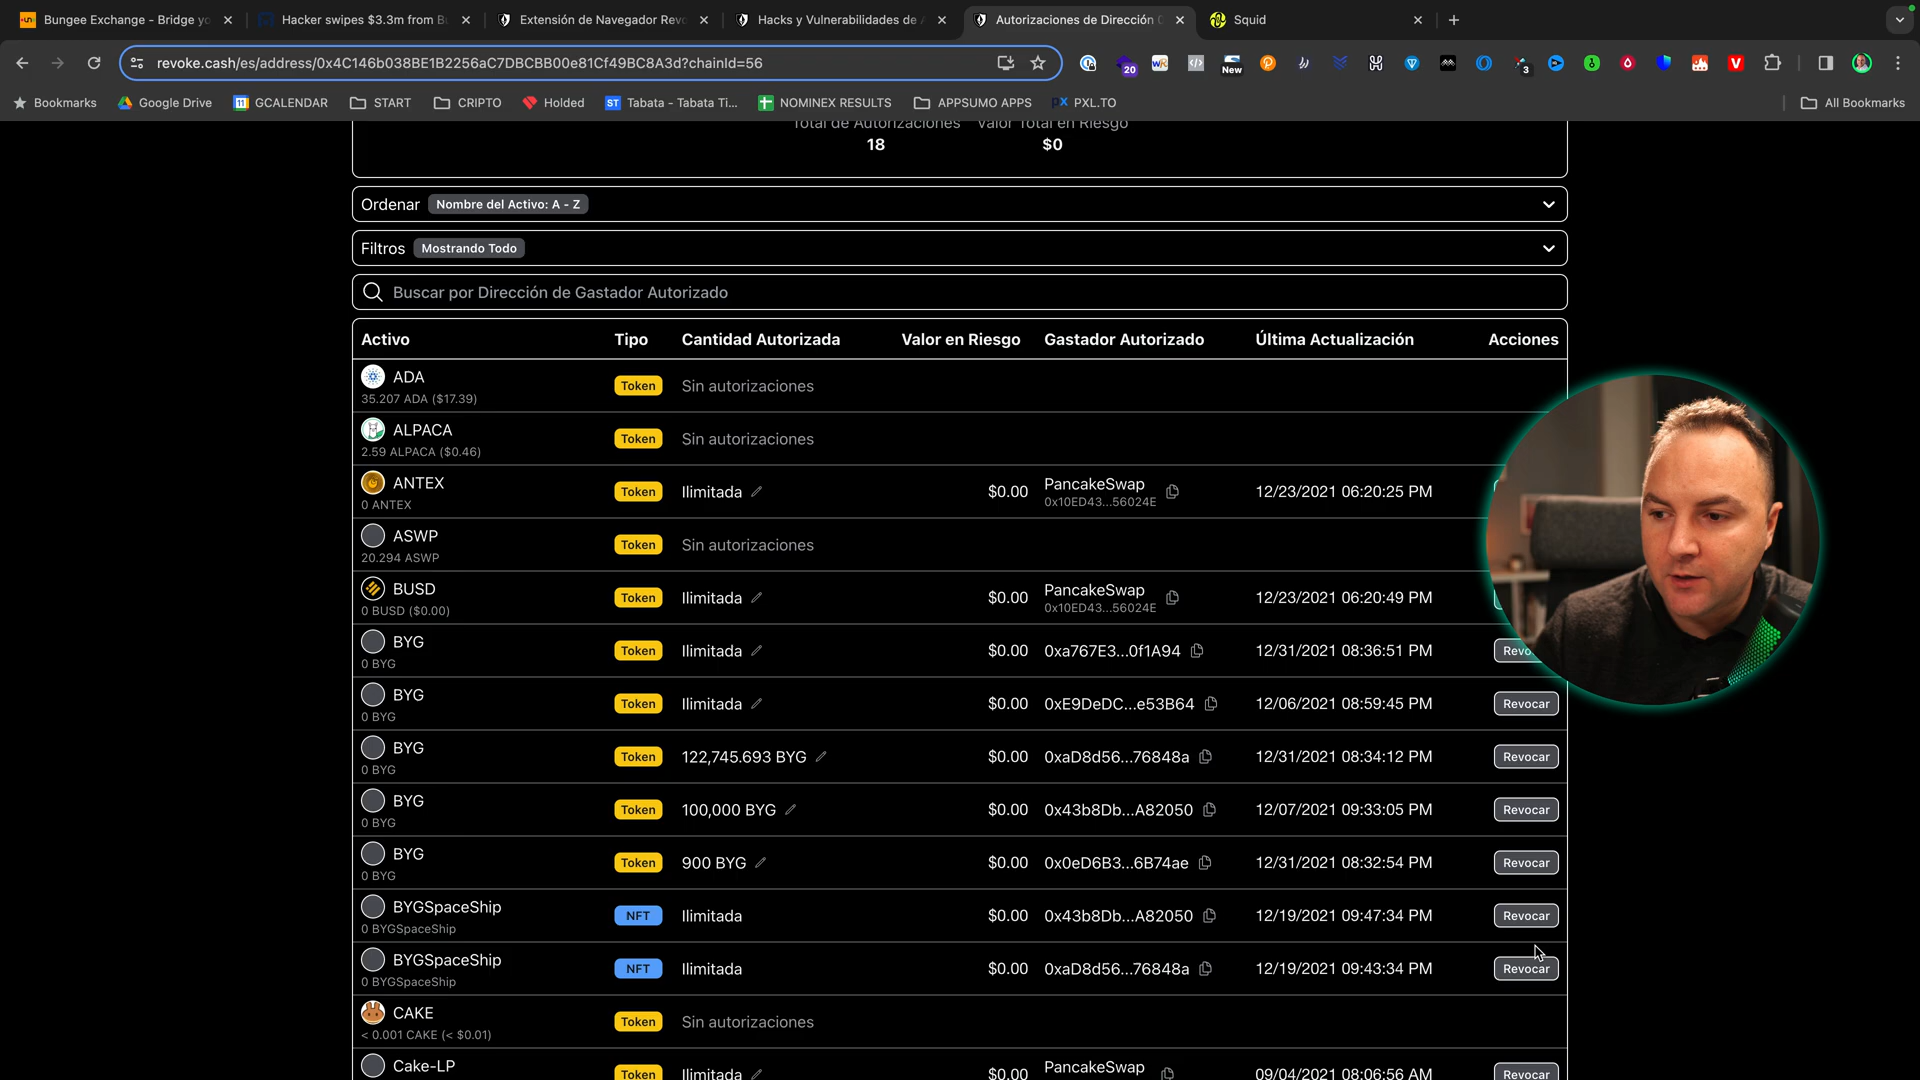 Bungee Exchange - Bridge yo
Hacker swipes $3.3m from B
Extensión de Navegador Revo
Hacks y Vulnerabilidades de
Autorizaciones de Dirección
Squid
revoke.cash/es/address/0x4C146b038BE1B2256aC7DBCBB00e81Cf49BC8A3d?chainId=56
20
New
3
Bookmarks
Google Drive
GCALENDAR
START
CRIPTO
Holded
Tabata - Tabata Ti...
NOMINEX RESULTS
APPSUMO APPS
PXL.TO
All Bookmarks
Total de Autorizaciones
Valor Total en Riesgo
18
$0
Ordenar
Nombre del Activo: A - Z
Filtros
Mostrando Todo
Buscar por Dirección de Gastador Autorizado
Activo Tipo Cantidad Autorizada Valor en Riesgo Gastador Autorizado Última Actualización Acciones
ADA
35.207 ADA ($17.39)
Token Sin autorizaciones
ALPACA
2.59 ALPACA ($0.46)
Token Sin autorizaciones
ANTEX
0 ANTEX
Token Ilimitada $0.00
PancakeSwap
0x10ED43...56024E
12/23/2021 06:20:25 PM
ASWP
20.294 ASWP
Token Sin autorizaciones
BUSD
0 BUSD ($0.00)
Token Ilimitada $0.00
PancakeSwap
0x10ED43...56024E
12/23/2021 06:20:49 PM
BYG
0 BYG
Token Ilimitada $0.00 0xa767E3...0f1A94 12/31/2021 08:36:51 PM
BYG
0 BYG
Token Ilimitada $0.00 0xE9DeDC...e53B64 12/06/2021 08:59:45 PM Revocar
BYG
0 BYG
Token 122,745.693 BYG $0.00 0xaD8d56...76848a 12/31/2021 08:34:12 PM Revocar
BYG
0 BYG
Token 100,000 BYG $0.00 0x43b8Db...A82050 12/07/2021 09:33:05 PM Revocar
BYG
0 BYG
Token 900 BYG $0.00 0x0eD6B3...6B74ae 12/31/2021 08:32:54 PM Revocar
BYGSpaceShip
0 BYGSpaceShip
NFT Ilimitada $0.00 0x43b8Db...A82050 12/19/2021 09:47:34 PM Revocar
BYGSpaceShip
0 BYGSpaceShip
NFT Ilimitada $0.00 0xaD8d56...76848a 12/19/2021 09:43:34 PM Revocar
CAKE
< 0.001 CAKE (< $0.01)
Token Sin autorizaciones
Cake-LP
Token Ilimitada $0.00
PancakeSwap
09/04/2021 08:06:56 AM Revocar